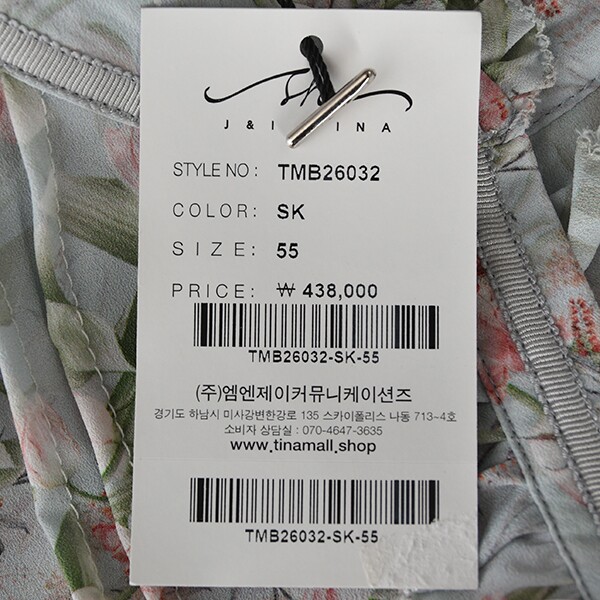 J & I INA
STYLE NO : TMB26032
COLOR: SK
SIZE: 55
PRICE: ₩ 438,000
TMB26032-SK-55
(주)엠엔제이커뮤니케이션즈
경기도 하남시 미사강변한강로 135 스카이폴리스 나동 713~4호
소비자 상담실 : 070-4647-3635
www.tinamall.shop
TMB26032-SK-55